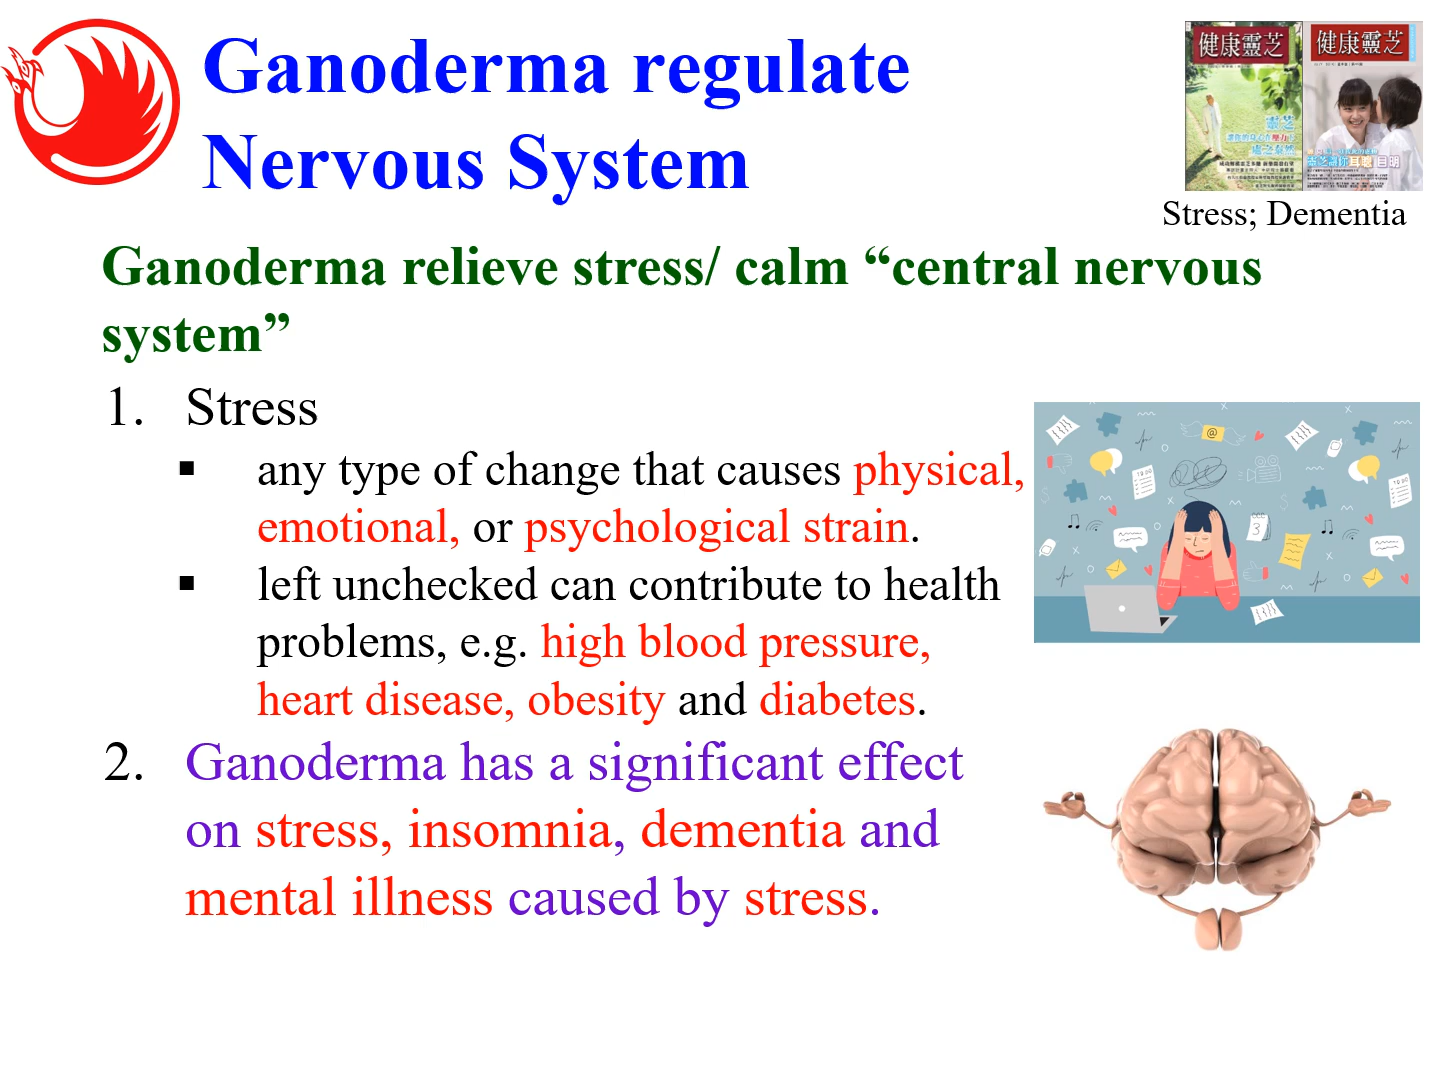 Ganoderma regulate
Nervous System
健康靈芝
健康靈芝
靈芝
Stress; Dementia
Ganoderma relieve stress/ calm “central nervous
system”
1. Stress
▪ any type of change that causes physical,
emotional, or psychological strain.
▪ left unchecked can contribute to health
problems, e.g. high blood pressure,
heart disease, obesity and diabetes.
2. Ganoderma has a significant effect
on stress, insomnia, dementia and
mental illness caused by stress.
@
3